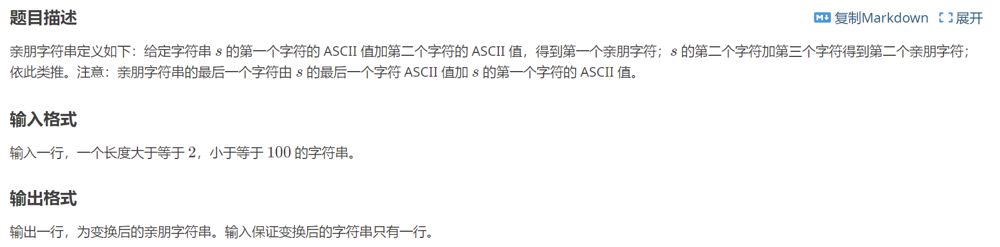 题目描述
复制Markdown 展开
亲朋字符串定义如下：给定字符串 s 的第一个字符的 ASCII 值加第二个字符的 ASCII 值，得到第一个亲朋字符；s 的第二个字符加第三个字符得到第二个亲朋字符；
依此类推。注意：亲朋字符串的最后一个字符由 s 的最后一个字符 ASCII 值加 s 的第一个字符的 ASCII 值。
输入格式
输入一行，一个长度大于等于 2，小于等于 100 的字符串。
输出格式
输出一行，为变换后的亲朋字符串。输入保证变换后的字符串只有一行。